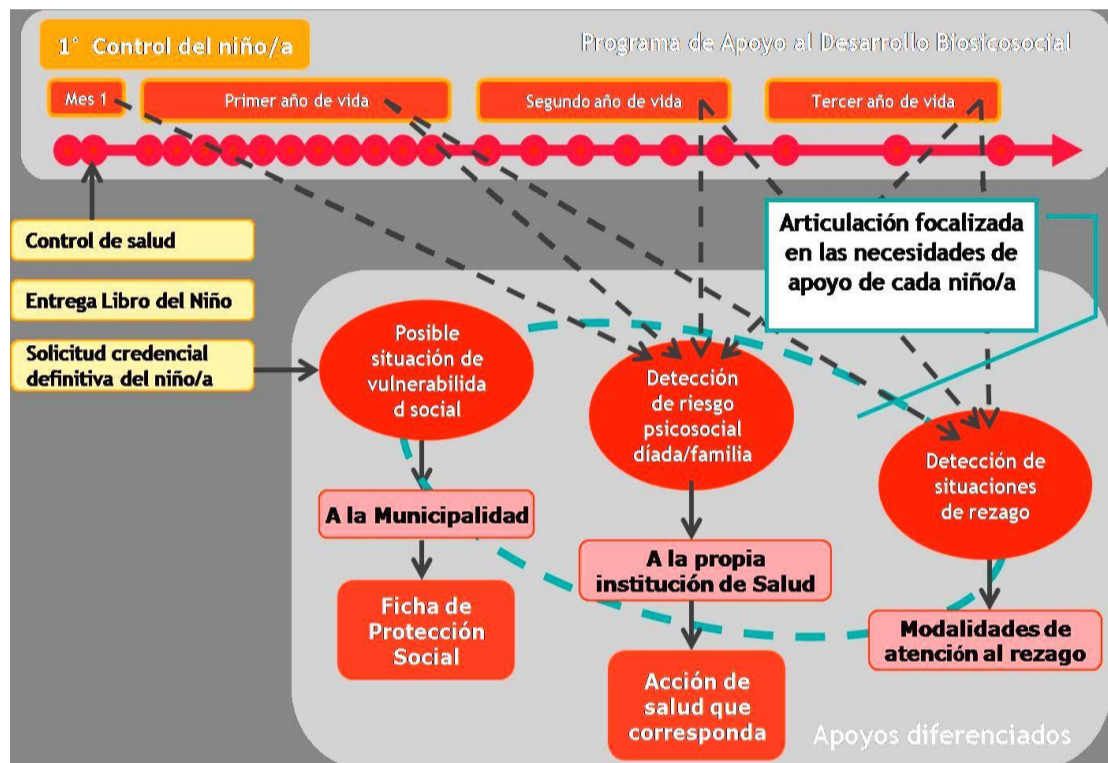 1° Control del niño/a
Programa de Apoyo al Desarrollo Biosicosocial
Mes 1
Primer año de vida
Segundo año de vida
Tercer año de vida
Control de salud
Entrega Libro del Niño
Solicitud credencial
definitiva del niño/a
Articulación focalizada
en las necesidades de
apoyo de cada niño/a
Posible
situación de
vulnerabilida
d social
Detección
de riesgo
psicosocial
díada/familia
Detección de
situaciones
de rezago
A la Municipalidad
A la propia
institución de Salud
Modalidades de
atención al rezago
Ficha de
Protección
Social
Acción de
salud que
corresponda
Apoyos diferenciados